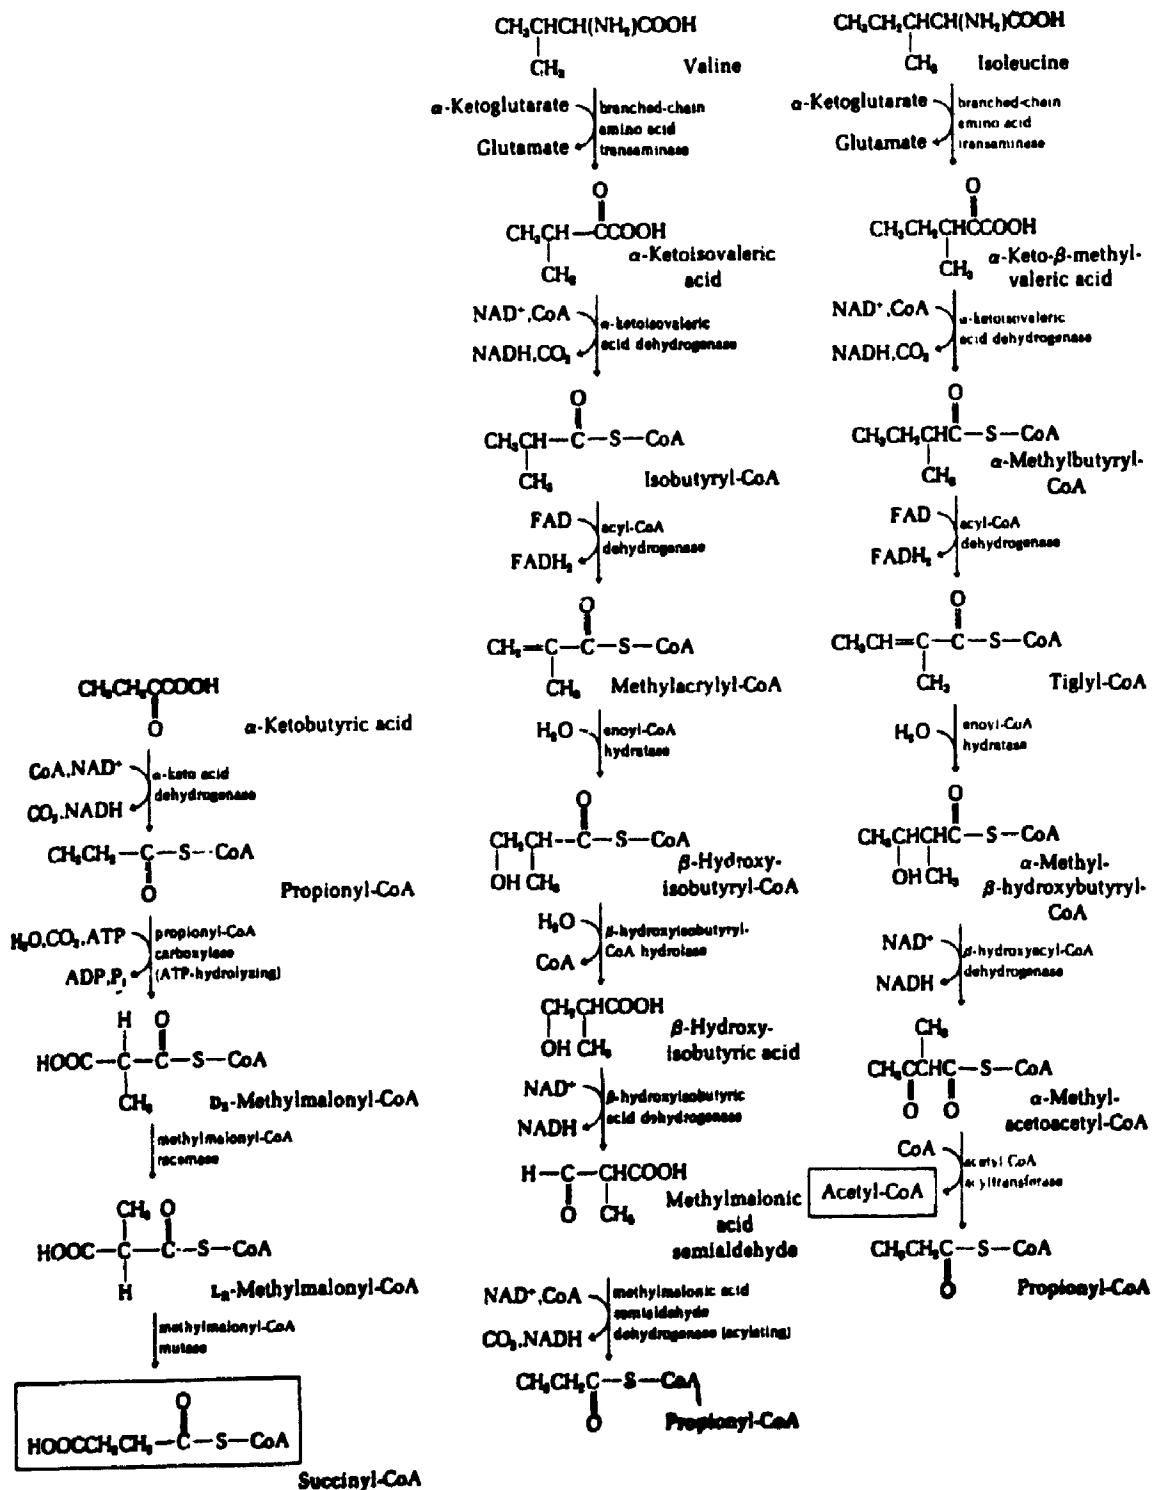 CH₃CH₂CCOOH
O
α-Ketobutyric acid
CoA,NAD⁺
α-keto acid
dehydrogenase
CO₂,NADH
CH₃CH₂—C—S—CoA
O
Propionyl-CoA
H₂O,CO₂,ATP
propionyl-CoA
carboxylase
(ATP-hydrolyzing)
ADP,Pᵢ
H O
HOOC—C—C—S—CoA
CH₃
Dₛ-Methylmalonyl-CoA
methylmalonyl-CoA
racemase
CH₃ O
HOOC—C—C—S—CoA
H
L_R-Methylmalonyl-CoA
methylmalonyl-CoA
mutase
O
HOOCCH₂CH₂—C—S—CoA
Succinyl-CoA
CH₃CHCH(NH₂)COOH
CH₃
Valine
α-Ketoglutarate
branched-chain
amino acid
transaminase
Glutamate
O
CH₃CH—CCOOH
CH₃
α-Ketoisovaleric
acid
NAD⁺,CoA
α-ketoisovaleric
acid dehydrogenase
NADH,CO₂
O
CH₃CH—C—S—CoA
CH₃
Isobutyryl-CoA
FAD
acyl-CoA
dehydrogenase
FADH₂
O
CH₂=C—C—S—CoA
CH₃
Methylacrylyl-CoA
H₂O
enoyl-CoA
hydratase
O
CH₂CH—C—S—CoA
OH CH₃
β-Hydroxy-
isobutyryl-CoA
H₂O
β-hydroxyisobutyryl-
CoA hydrolase
CoA
CH₂CHCOOH
OH CH₃
β-Hydroxy-
isobutyric acid
NAD⁺
β-hydroxyisobutyric
acid dehydrogenase
NADH
H—C—CHCOOH
O CH₃
Methylmalonic
acid
semialdehyde
NAD⁺,CoA
methylmalonic acid
semialdehyde
dehydrogenase (acylating)
CO₂,NADH
CH₃CH₂C—S—CoA
O
Propionyl-CoA
CH₃CH₂CHCH(NH₂)COOH
CH₃
Isoleucine
α-Ketoglutarate
branched-chain
amino acid
transaminase
Glutamate
O
CH₃CH₂CHCCOOH
CH₃
α-Keto-β-methyl-
valeric acid
NAD⁺,CoA
α-ketoisovaleric
acid dehydrogenase
NADH,CO₂
O
CH₃CH₂CHC—S—CoA
CH₃
α-Methylbutyryl-
CoA
FAD
acyl-CoA
dehydrogenase
FADH₂
O
CH₃CH=C—C—S—CoA
CH₃
Tiglyl-CoA
H₂O
enoyl-CoA
hydratase
O
CH₃CHCHC—S—CoA
OH CH₃
α-Methyl-
β-hydroxybutyryl-
CoA
NAD⁺
β-hydroxyacyl-CoA
dehydrogenase
NADH
CH₃
CH₃CCHC—S—CoA
O O
α-Methyl-
acetoacetyl-CoA
CoA
acetyl-CoA
acyltransferase
Acetyl-CoA
CH₃CH₂C—S—CoA
O
Propionyl-CoA